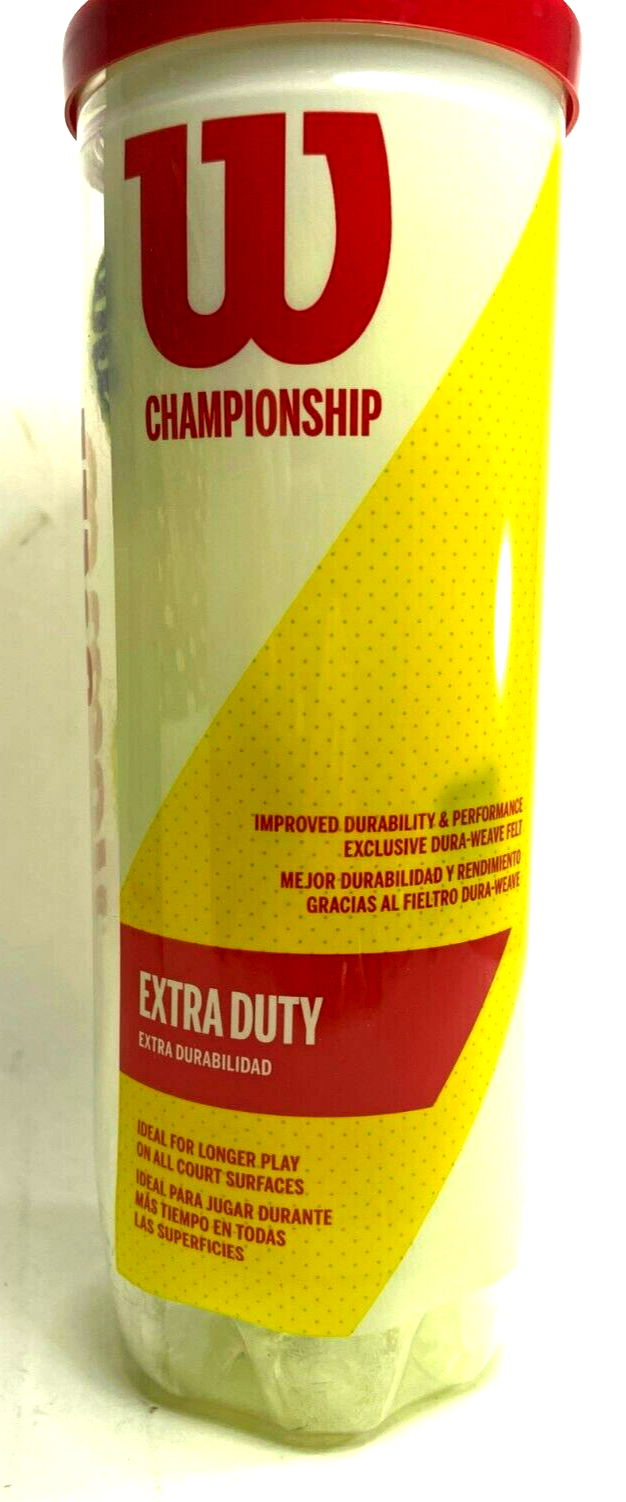 W
CHAMPIONSHIP
IMPROVED DURABILITY & PERFORMANCE
EXCLUSIVE DURA-WEAVE FELT
MEJOR DURABILIDAD Y RENDIMIENTO
GRACIAS AL FIELTRO DURA-WEAVE
EXTRA DUTY
EXTRA DURABILIDAD
IDEAL FOR LONGER PLAY
ON ALL COURT SURFACES
IDEAL PARA JUGAR DURANTE
MÁS TIEMPO EN TODAS
LAS SUPERFICIES